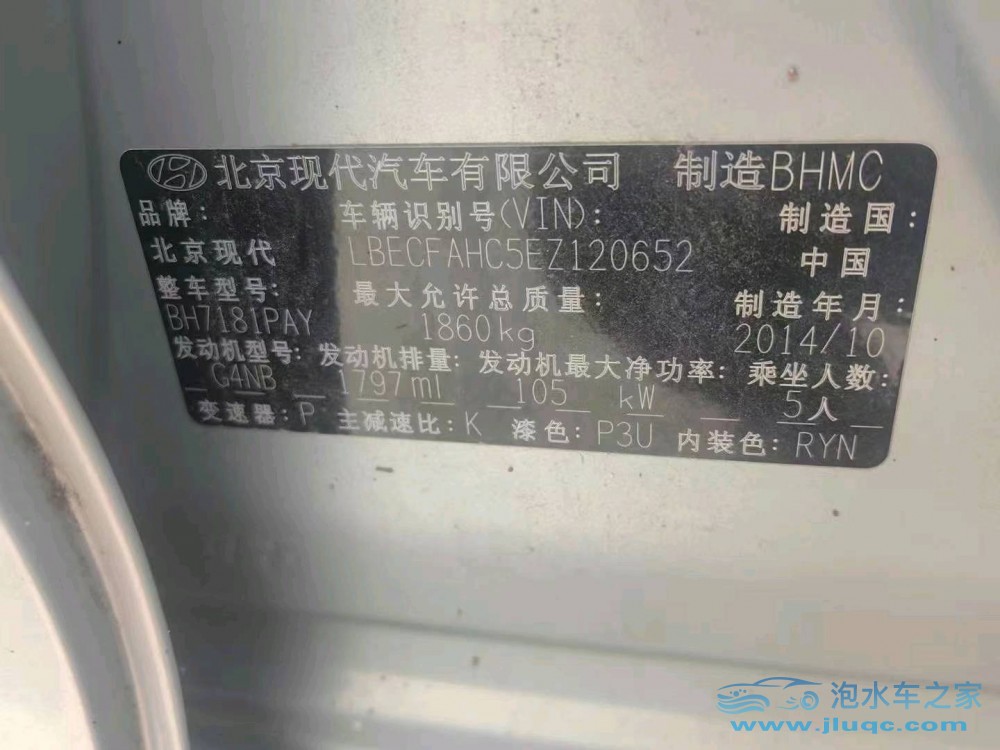 北京现代汽车有限公司 制造BHMC
品牌: 车辆识别号(VIN): 制造国:
北京现代 LBECFAHC5EZ120652 中国
整车型号: 最大允许总质量: 制造年月:
BH7181PAY 1860kg 2014/10
发动机型号: 发动机排量: 发动机最大净功率: 乘坐人数:
G4NB 1797ml 105 kW 5人
变速器: P 主减速比: K 漆色: P3U 内装色: RYN
泡水车之家
www.jluqc.com